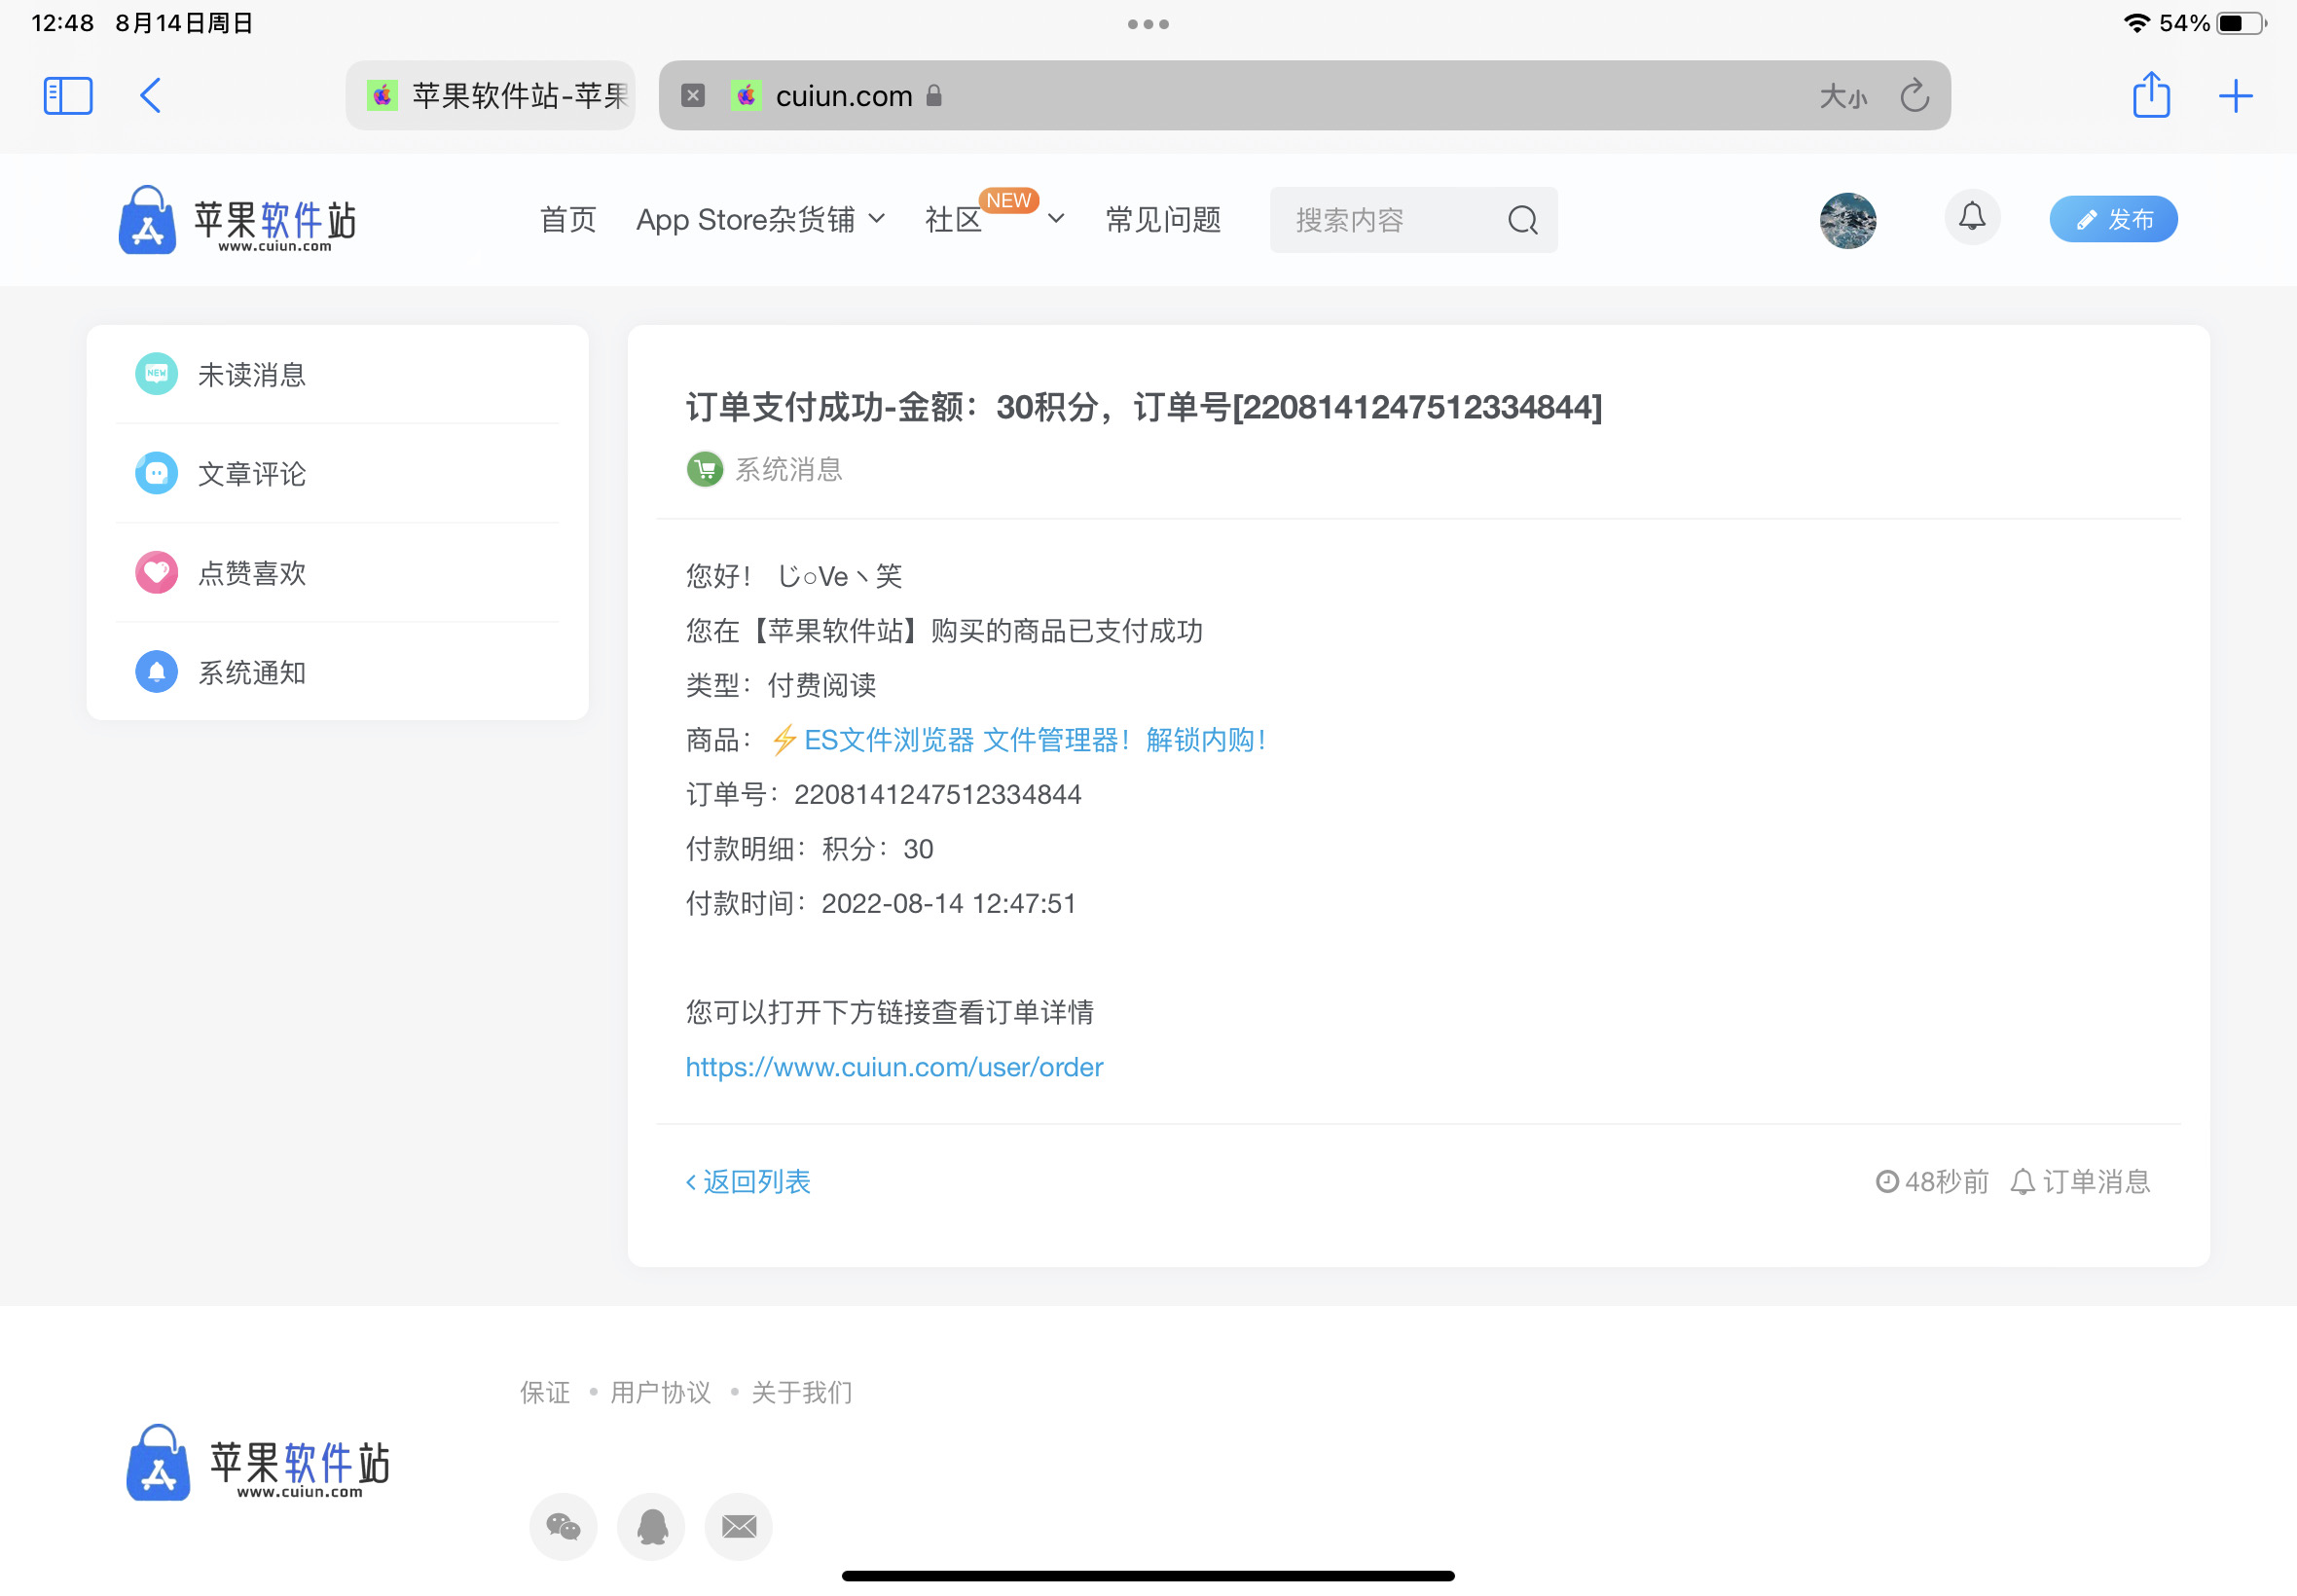 12:48 8月14日周日
54%
苹果软件站-苹果
cuiun.com
大小
苹果软件站
www.cuiun.com
首页
App Store杂货铺
社区
NEW
常见问题
搜索内容
发布
NEW
未读消息
文章评论
点赞喜欢
系统通知
订单支付成功-金额：30积分，订单号[2208141247512334844]
系统消息
您好！ じ○Veヽ笑
您在【苹果软件站】购买的商品已支付成功
类型：付费阅读
商品：⚡ES文件浏览器 文件管理器！解锁内购！
订单号：2208141247512334844
付款明细：积分：30
付款时间：2022-08-14 12:47:51
您可以打开下方链接查看订单详情
https://www.cuiun.com/user/order
返回列表
48秒前
订单消息
保证 • 用户协议 • 关于我们
苹果软件站
www.cuiun.com